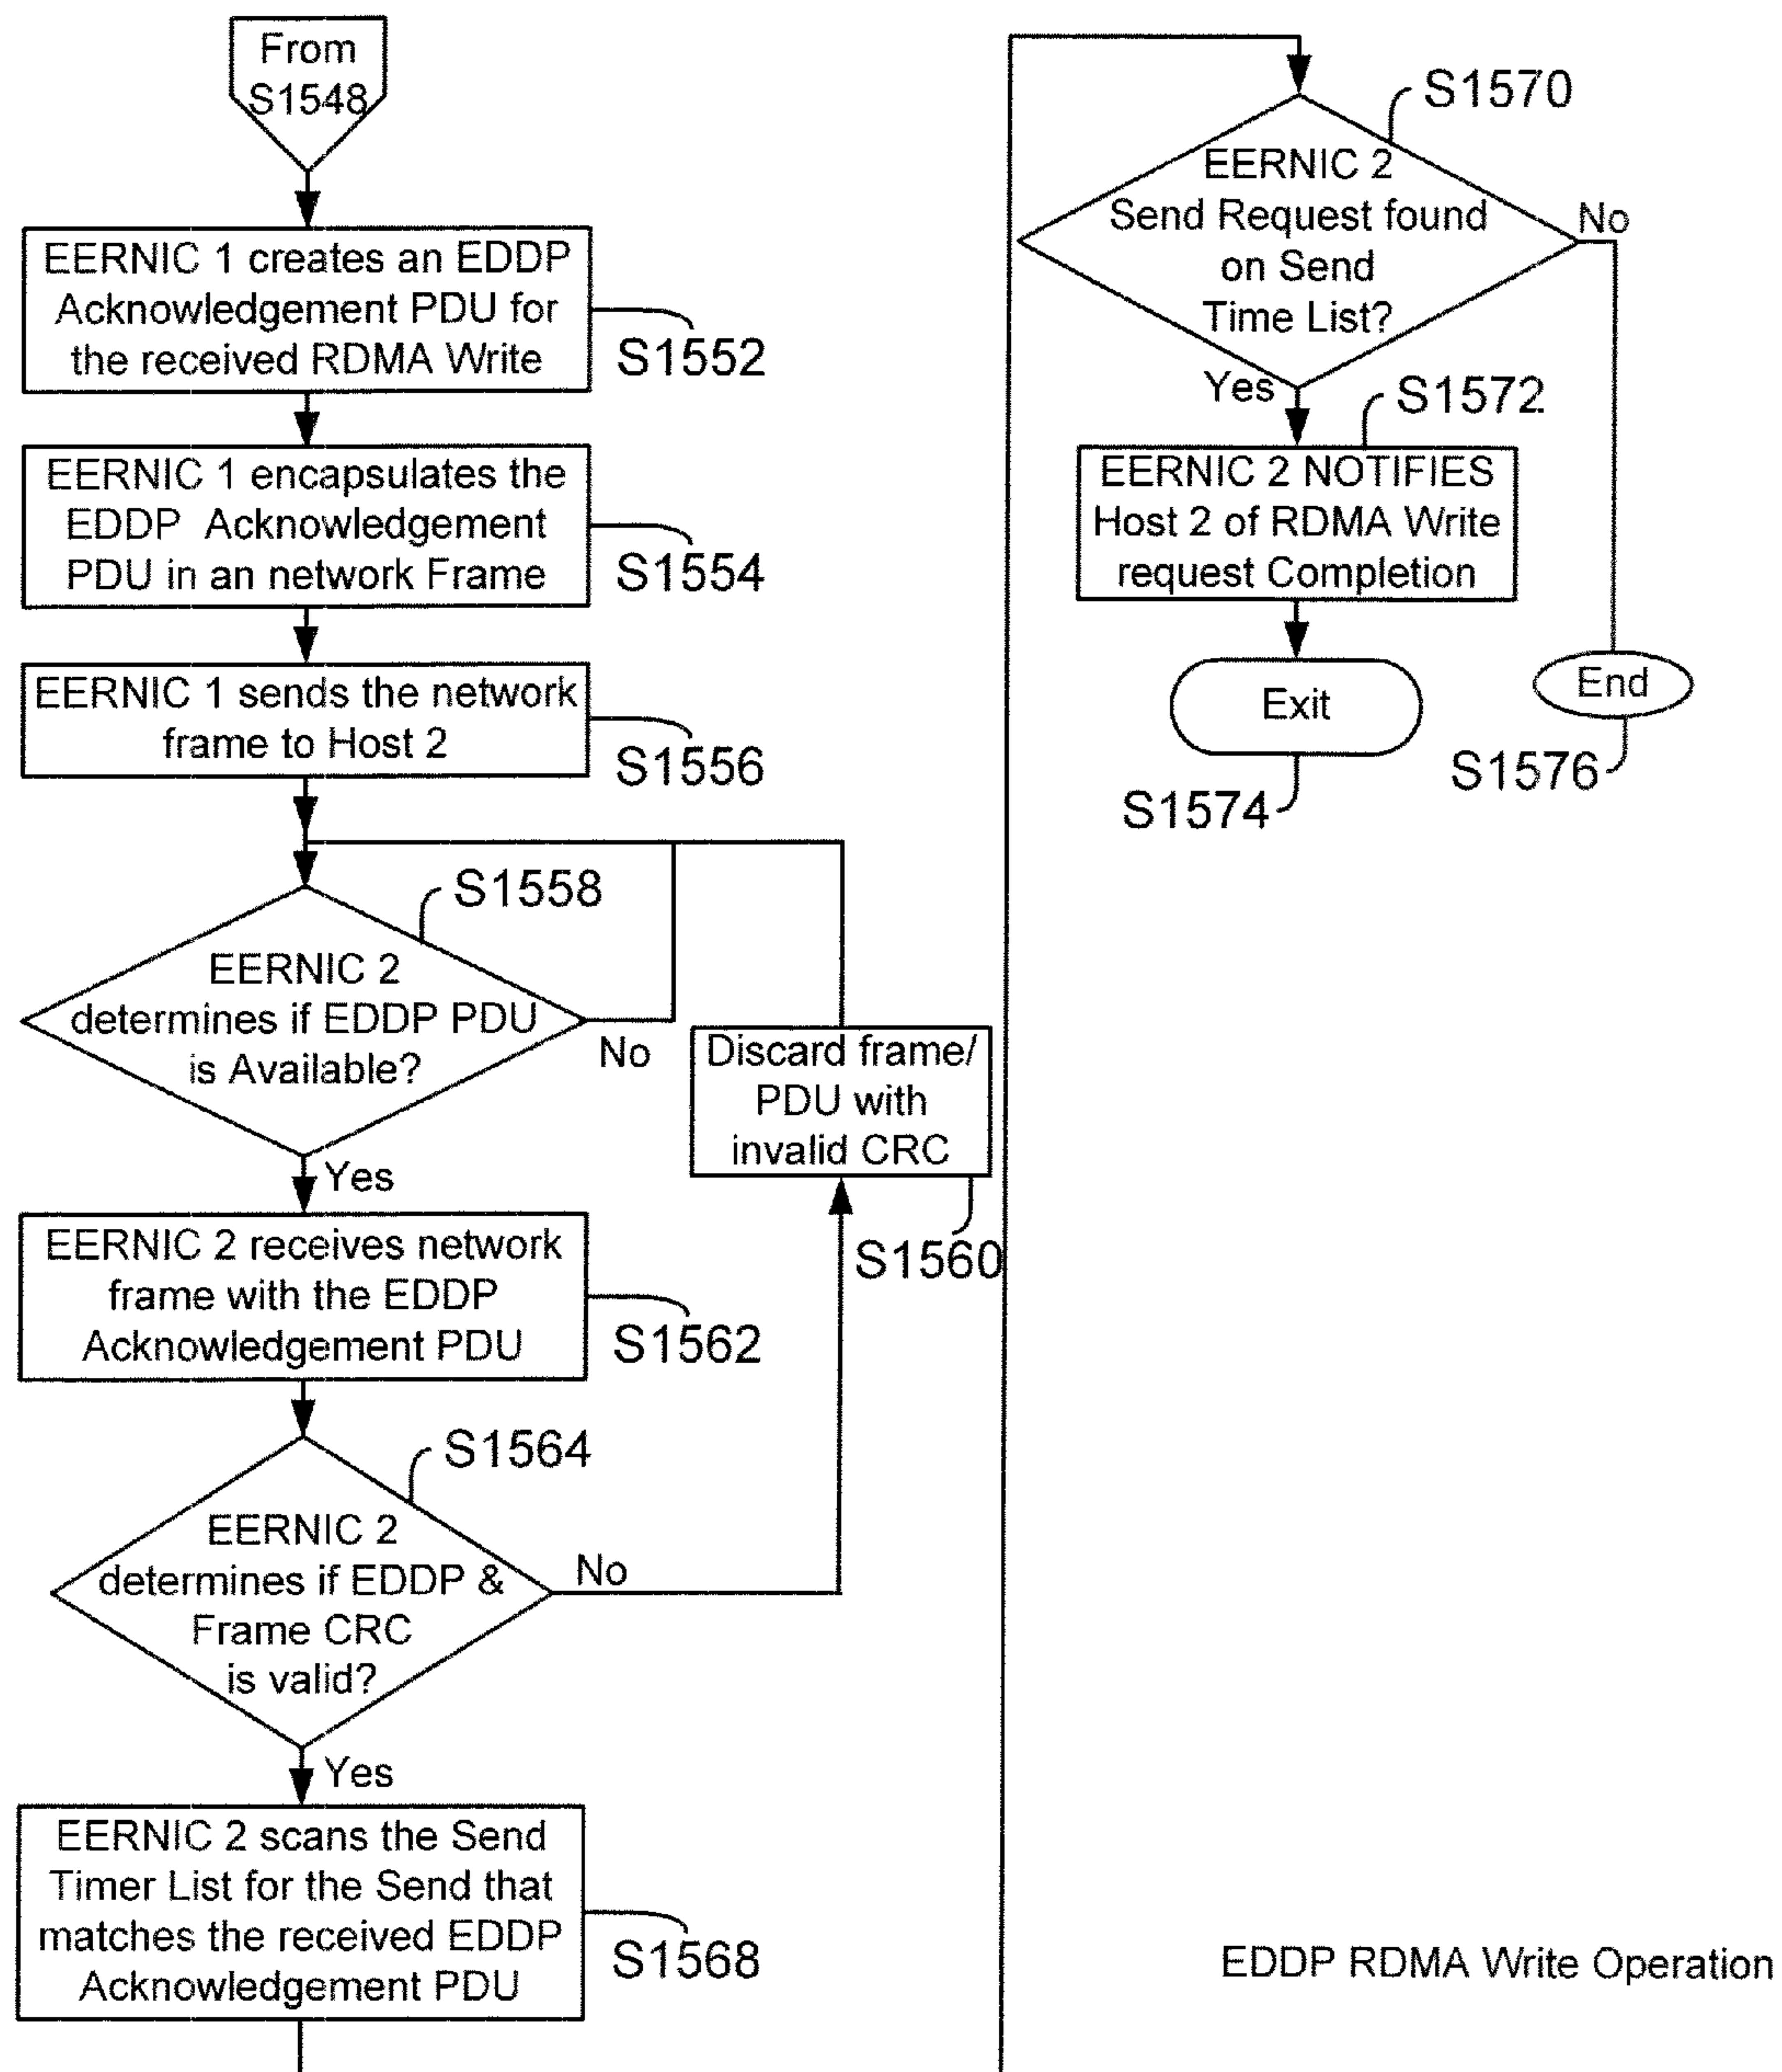 From
S1548
EERNIC 1 creates an EDDP
Acknowledgement PDU for
the received RDMA Write
S1552
EERNIC 1 encapsulates the
EDDP Acknowledgement
PDU in an network Frame
S1554
EERNIC 1 sends the network
frame to Host 2
S1556
S1558
EERNIC 2
determines if EDDP PDU
is Available?
No
Yes
Discard frame/
PDU with
invalid CRC
S1560
EERNIC 2 receives network
frame with the EDDP
Acknowledgement PDU
S1562
S1564
EERNIC 2
determines if EDDP &
Frame CRC
is valid?
No
Yes
EERNIC 2 scans the Send
Timer List for the Send that
matches the received EDDP
Acknowledgement PDU
S1568
S1570
EERNIC 2
Send Request found
on Send
Time List?
No
Yes
S1572
EERNIC 2 NOTIFIES
Host 2 of RDMA Write
request Completion
Exit
S1574
End
S1576
EDDP RDMA Write Operation